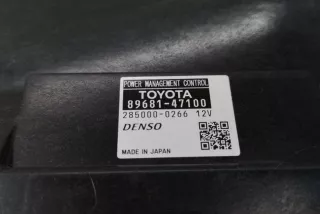 POWER MANAGEMENT CONTROL
TOYOTA
89681-47100
285000-0266 12V
DENSO
MADE IN JAPAN